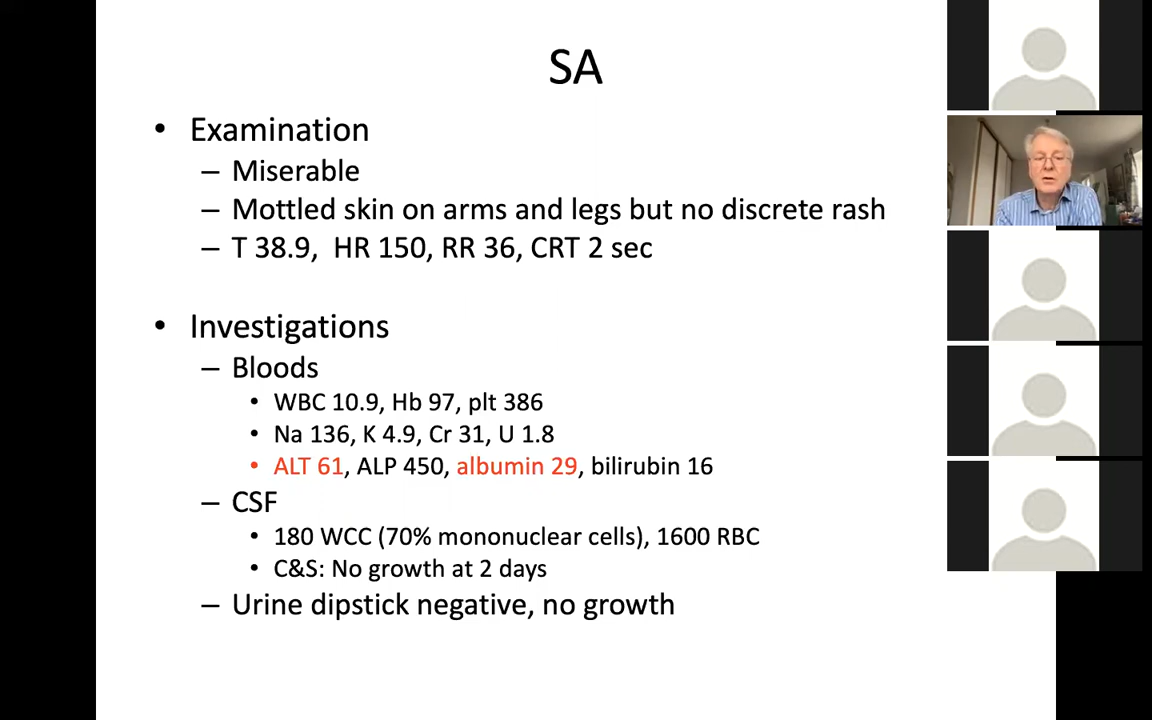 SA
• Examination
– Miserable
– Mottled skin on arms and legs but no discrete rash
– T 38.9, HR 150, RR 36, CRT 2 sec
• Investigations
– Bloods
• WBC 10.9, Hb 97, plt 386
• Na 136, K 4.9, Cr 31, U 1.8
• ALT 61, ALP 450, albumin 29, bilirubin 16
– CSF
• 180 WCC (70% mononuclear cells), 1600 RBC
• C&S: No growth at 2 days
– Urine dipstick negative, no growth